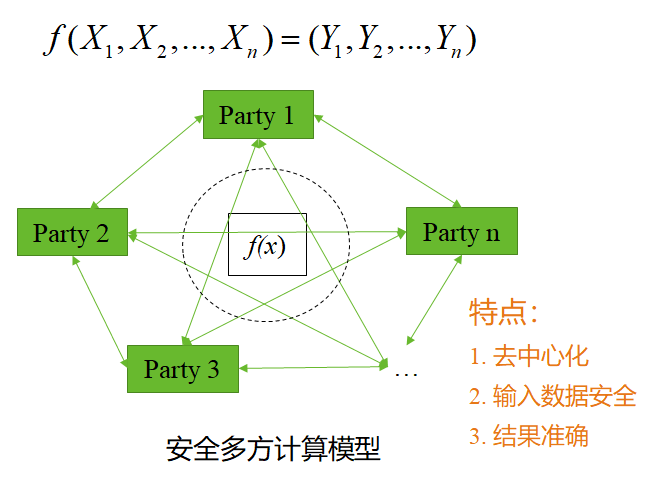 f(X₁, X₂,..., Xₙ) = (Y₁, Y₂,..., Yₙ)
Party 1
Party 2
f(x)
Party n
Party 3
...
特点：
1. 去中心化
2. 输入数据安全
3. 结果准确
安全多方计算模型